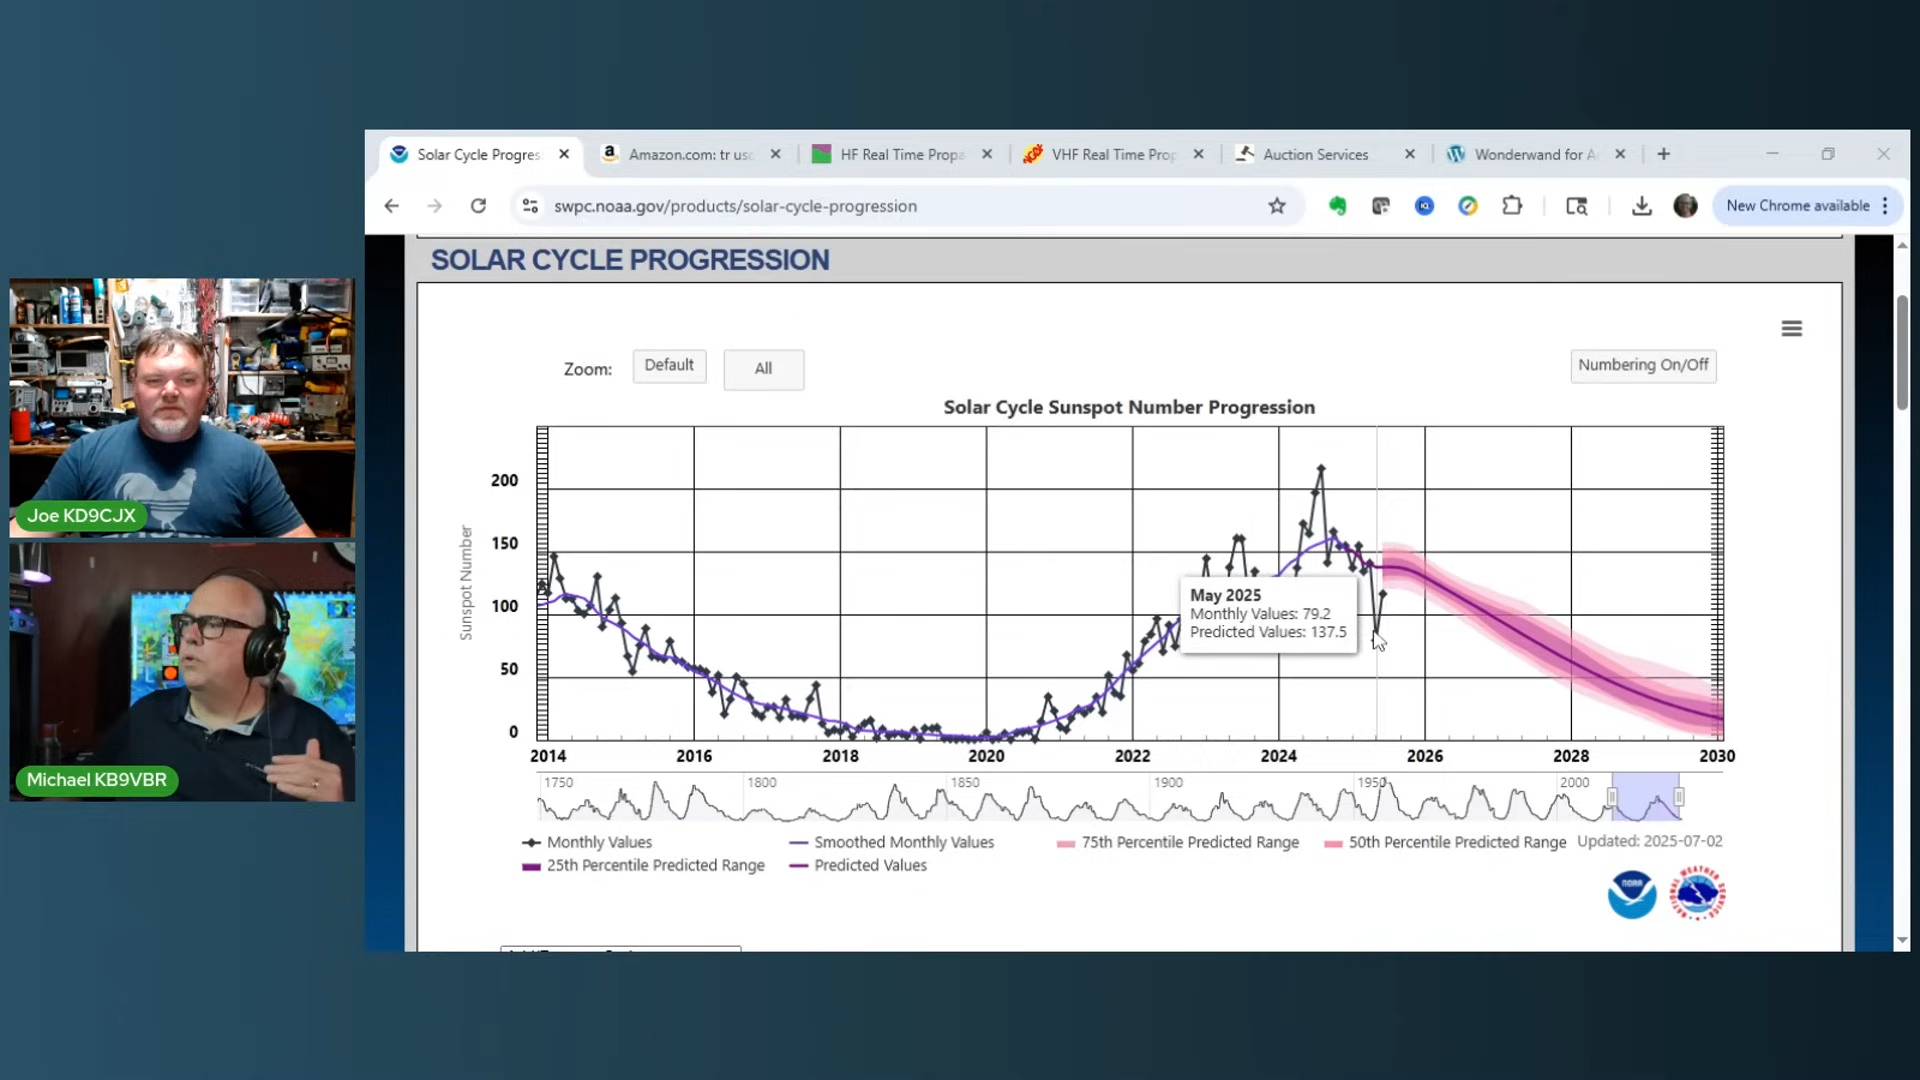 Solar Cycle Progres
Amazon.com: tr usc
HF Real Time Propa
VHF Real Time Prop
Auction Services
Wonderwand for A
swpc.noaa.gov/products/solar-cycle-progression
New Chrome available
SOLAR CYCLE PROGRESSION
Zoom:
Default
All
Numbering On/Off
Solar Cycle Sunspot Number Progression
Sunspot Number
200
150
100
50
0
May 2025
Monthly Values: 79.2
Predicted Values: 137.5
2014 2016 2018 2020 2022 2024 2026 2028 2030
1750 1800 1850 1900 1950 2000
Monthly Values
Smoothed Monthly Values
75th Percentile Predicted Range
50th Percentile Predicted Range
Updated: 2025-07-02
25th Percentile Predicted Range
Predicted Values
NOAA
NATIONAL WEATHER SERVICE
Joe KD9CJX
Michael KB9VBR